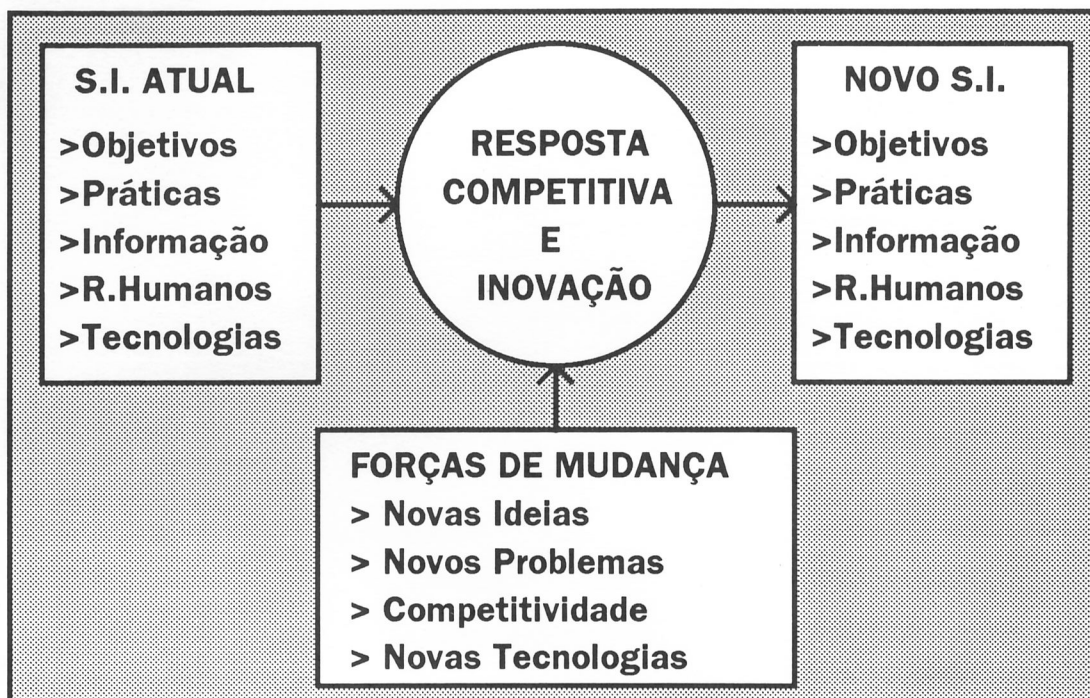 S.I. ATUAL
>Objetivos
>Práticas
>Informação
>R.Humanos
>Tecnologias
RESPOSTA
COMPETITIVA
E
INOVAÇÃO
NOVO S.I.
>Objetivos
>Práticas
>Informação
>R.Humanos
>Tecnologias
FORÇAS DE MUDANÇA
> Novas Ideias
> Novos Problemas
> Competitividade
> Novas Tecnologias